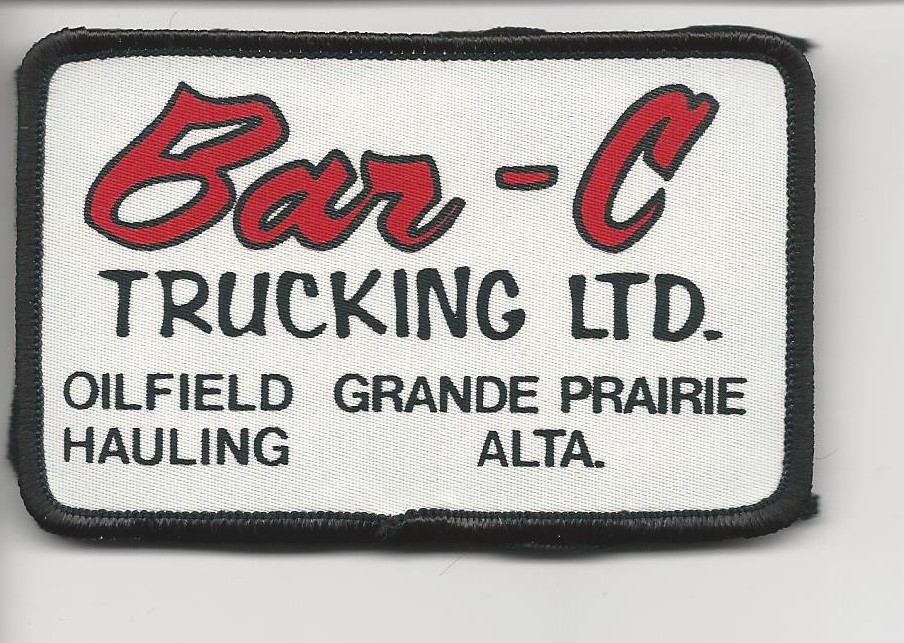 Bar-C
TRUCKING LTD.
OILFIELD GRANDE PRAIRIE
HAULING ALTA.